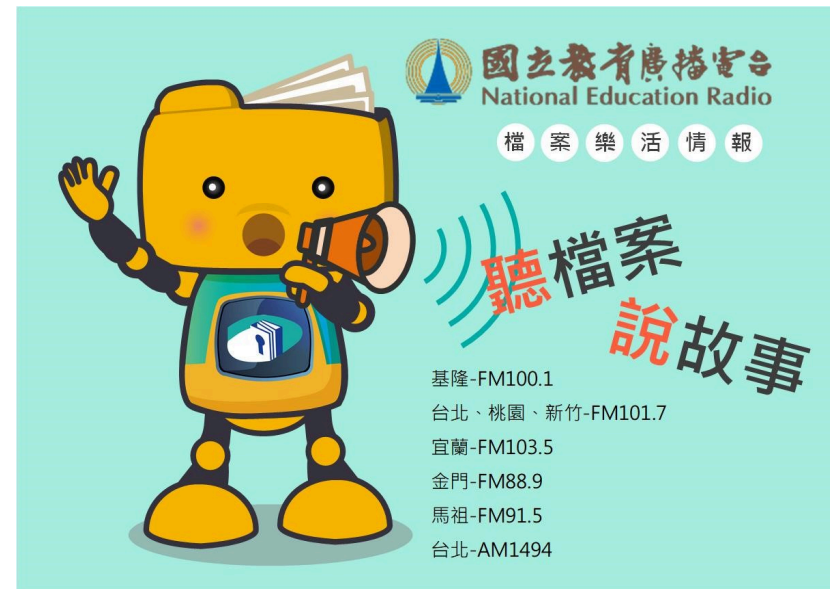 國立教育廣播電台
National Education Radio
檔案樂活情報
聽檔案
說故事
基隆-FM100.1
台北、桃園、新竹-FM101.7
宜蘭-FM103.5
金門-FM88.9
馬祖-FM91.5
台北-AM1494